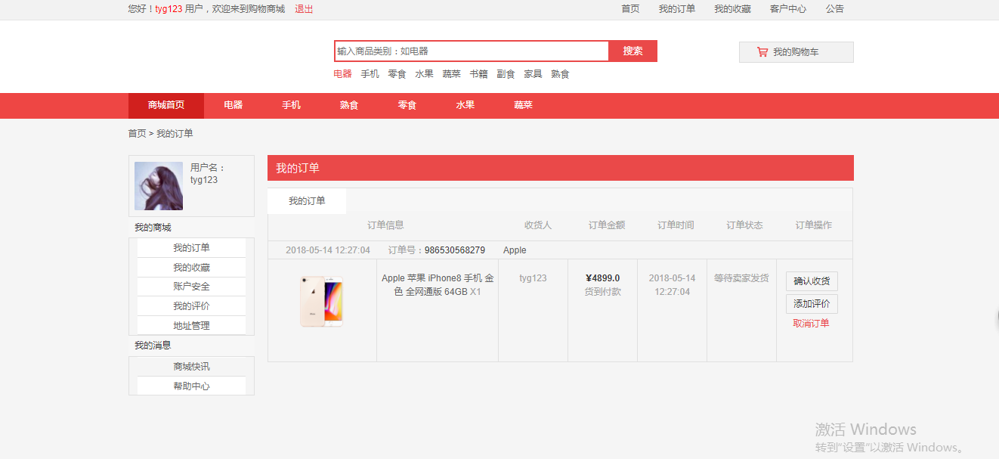 您好！tyg123 用户，欢迎来到购物商城 退出 首页 我的订单 我的收藏 客户中心 公告
输入商品类别：如电器 搜索 我的购物车
电器 手机 零食 水果 蔬菜 书籍 副食 家具 熟食
商城首页 电器 手机 熟食 零食 水果 蔬菜
首页 > 我的订单
用户名：
tyg123
我的商城
我的订单
我的收藏
账户安全
我的评价
地址管理
我的消息
商城快讯
帮助中心
我的订单
我的订单
订单信息 收货人 订单金额 订单时间 订单状态 订单操作
2018-05-14 12:27:04 订单号：986530568279 Apple
Apple 苹果 iPhone8 手机 金
色 全网通版 64GB X1
tyg123
¥4899.0
货到付款
2018-05-14
12:27:04
等待卖家发货
确认收货
添加评价
取消订单
激活 Windows
转到"设置"以激活 Windows。